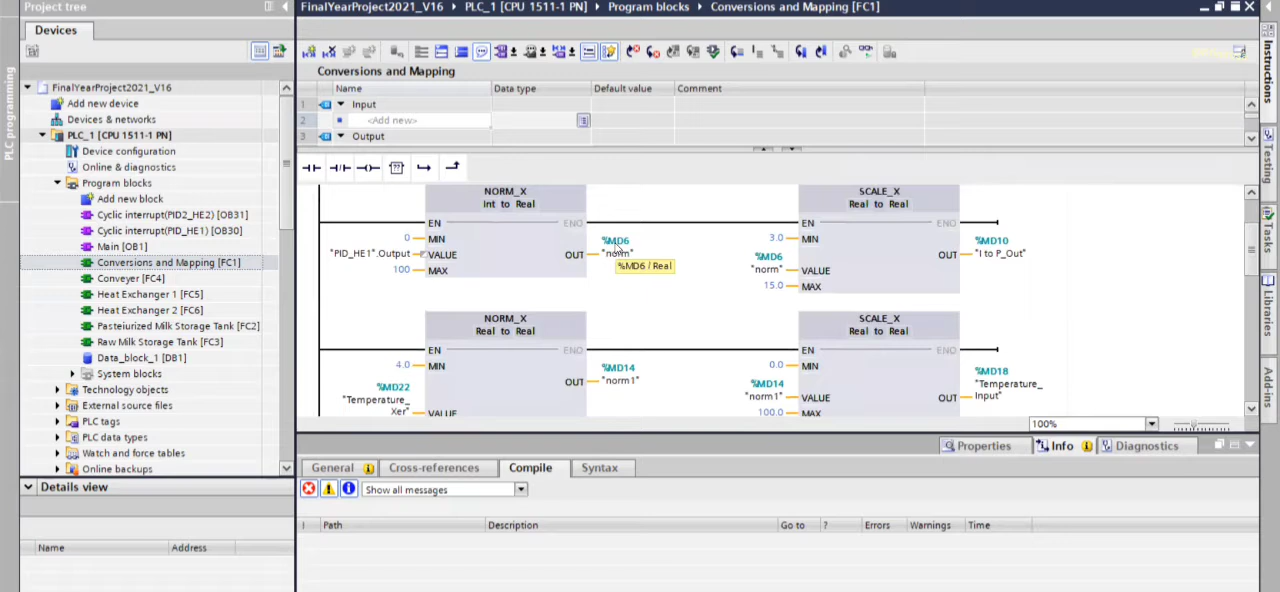 Project tree
FinalYearProject2021_V16 PLC_1 [CPU 1511-1 PN] Program blocks Conversions and Mapping [FC1]
Devices
PLC programming
FinalYearProject2021_V16
Add new device
Devices & networks
PLC_1 [CPU 1511-1 PN]
Device configuration
Online & diagnostics
Program blocks
Add new block
Cyclic interrupt(PID2_HE2) [OB31]
Cyclic interrupt(PID_HE1) [OB30]
Main [OB1]
Conversions and Mapping [FC1]
Conveyer [FC4]
Heat Exchanger 1 [FC5]
Heat Exchanger 2 [FC6]
Pasteiurized Milk Storage Tank [FC2]
Raw Milk Storage Tank [FC3]
Data_block_1 [DB1]
System blocks
Technology objects
External source files
PLC tags
PLC data types
Watch and force tables
Online backups
Details view
Name Address
Conversions and Mapping
Name Data type Default value Comment
1 Input
2 <Add new>
3 Output
??
NORM_X
Int to Real
EN ENO
0 MIN
"PID_HE1".Output VALUE
100 MAX
OUT
%MD6
"norm"
%MD6 / Real
SCALE_X
Real to Real
EN ENO
3.0 MIN
%MD6
"norm" VALUE
15.0 MAX
OUT
%MD10
"I to P_Out"
NORM_X
Real to Real
EN ENO
4.0 MIN
%MD22
"Temperature_
Xer" VALUE
OUT
%MD14
"norm1"
SCALE_X
Real to Real
EN ENO
0.0 MIN
%MD14
"norm1" VALUE
100.0 MAX
OUT
%MD18
"Temperature_
Input"
100%
Properties Info Diagnostics
General Cross-references Compile Syntax
Show all messages
! Path Description Go to ? Errors Warnings Time
Instructions
Testing
Tasks
Libraries
Add-ins